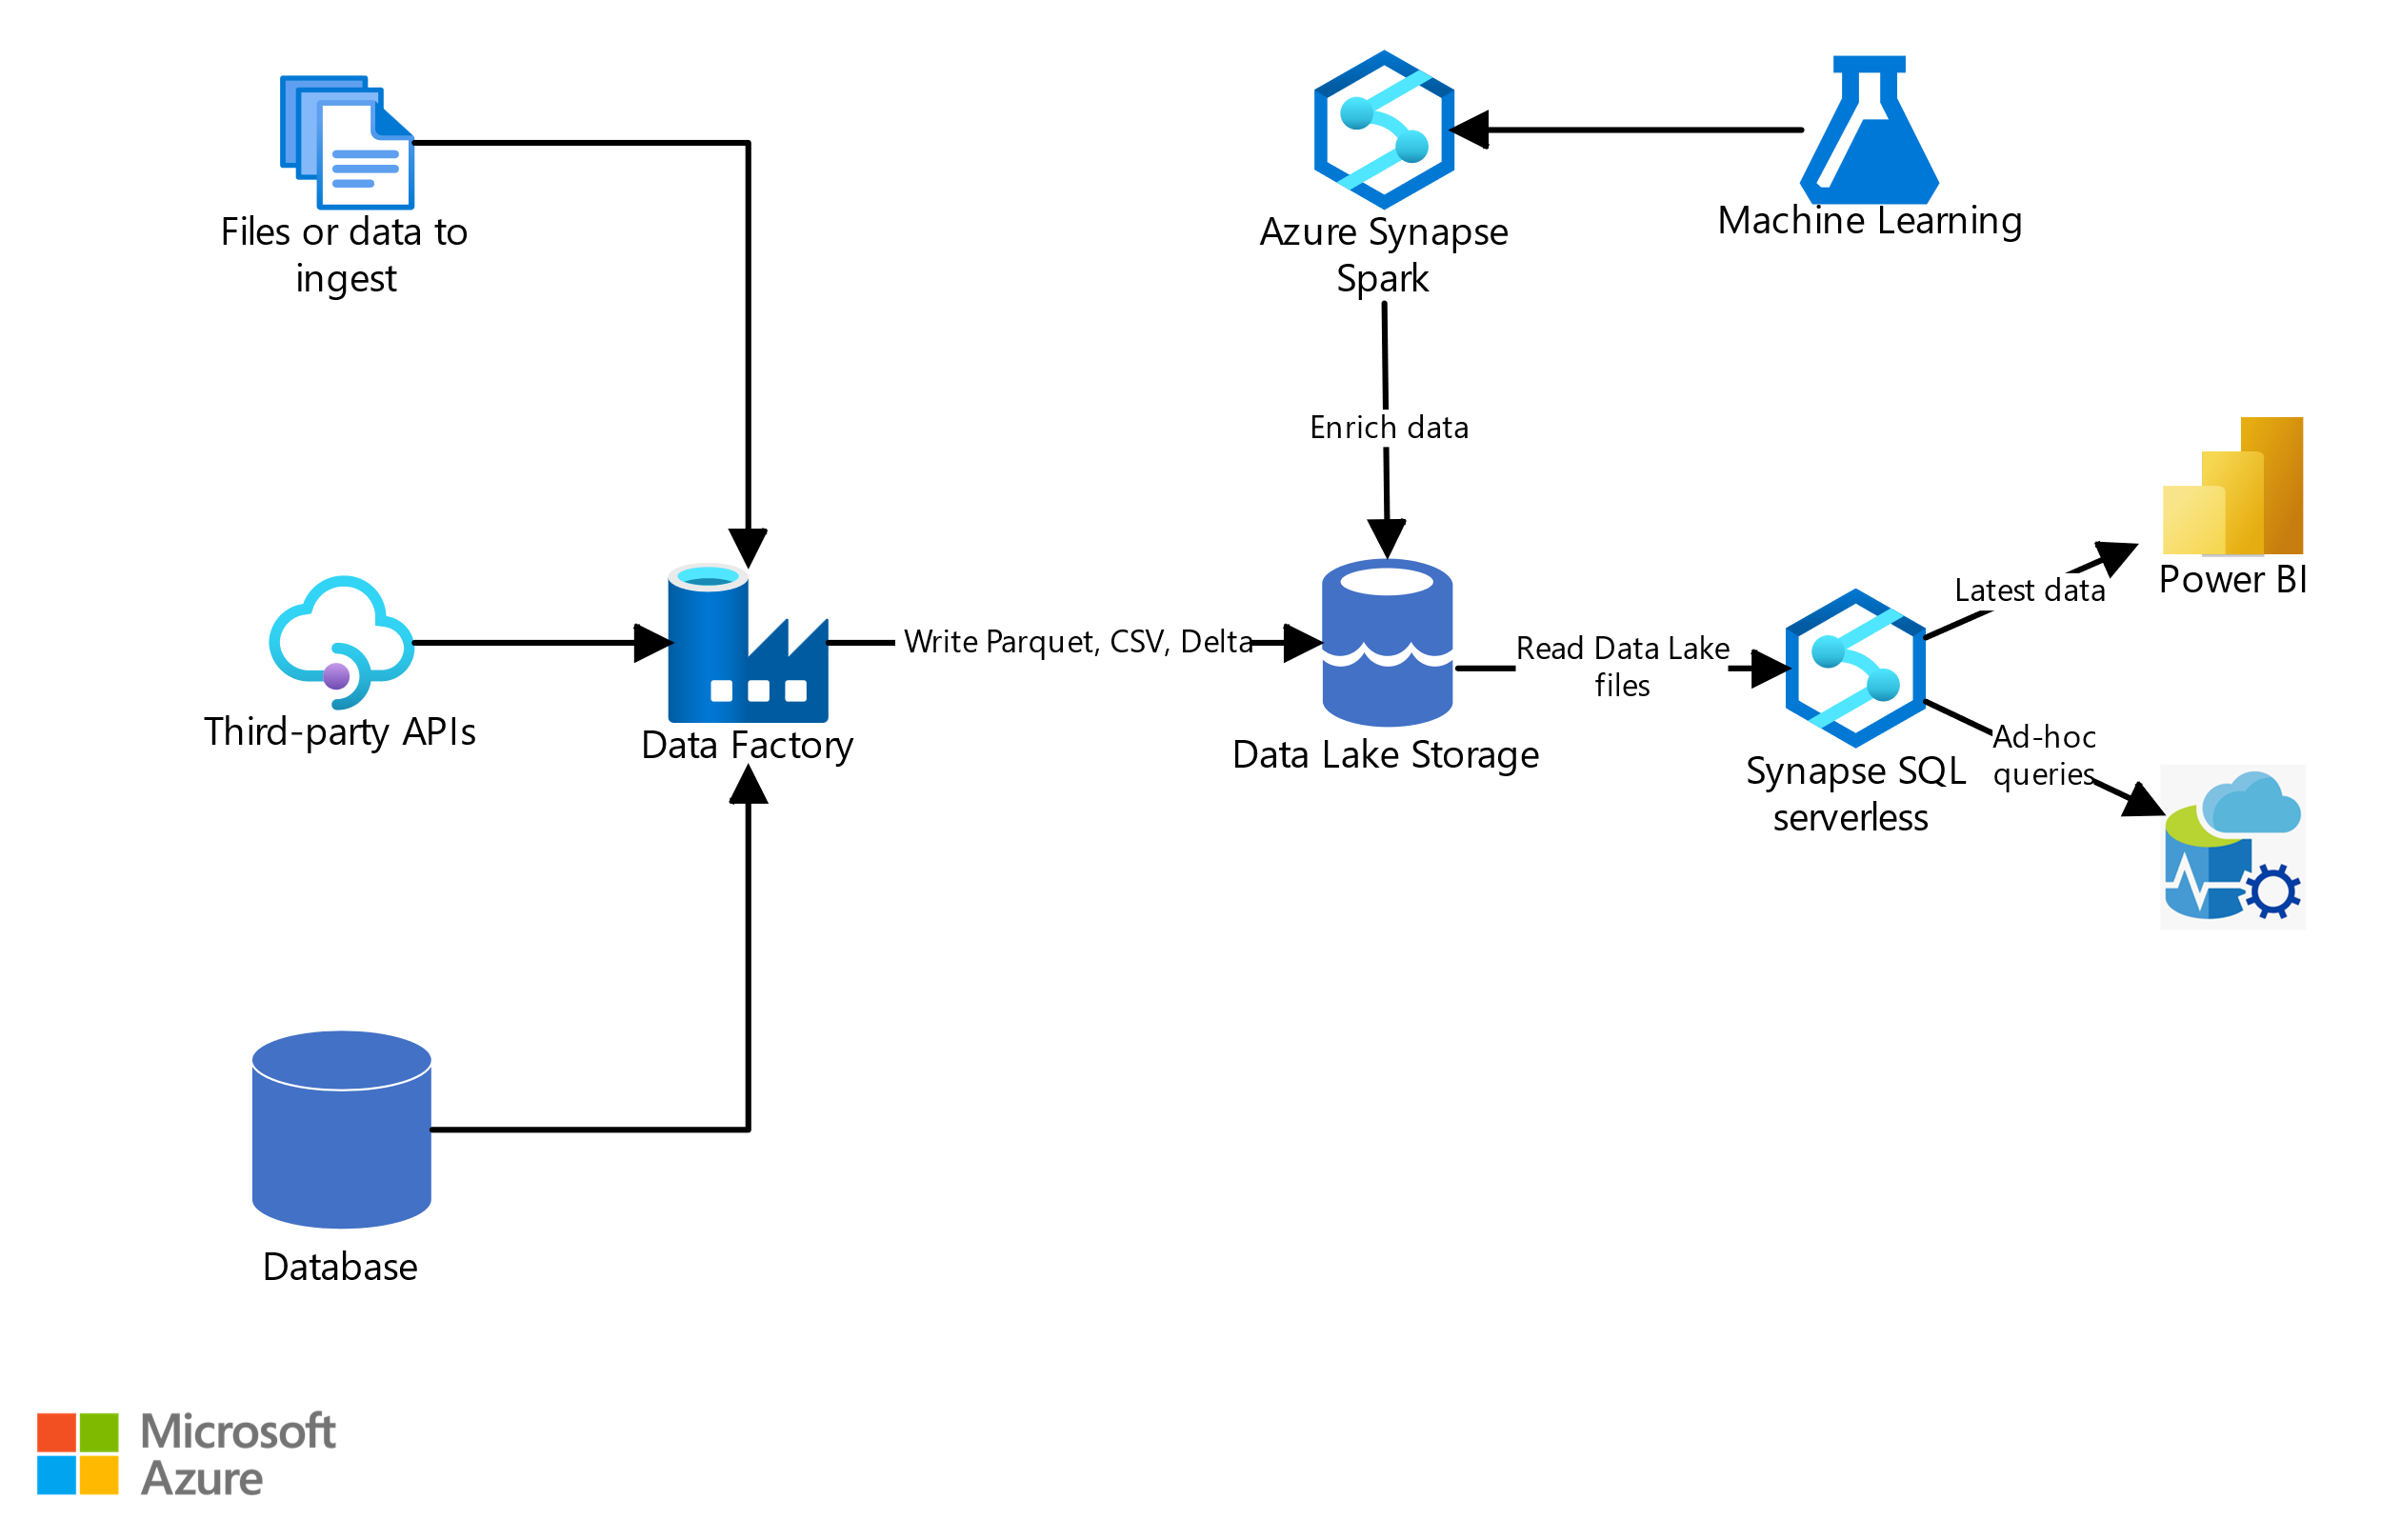 Files or data to
ingest
Azure Synapse
Spark
Machine Learning
Enrich data
Power BI
Latest data
Third-party APIs
Data Factory
Write Parquet, CSV, Delta
Data Lake Storage
Read Data Lake
files
Synapse SQL
serverless
Ad-hoc
queries
Database
Microsoft
Azure